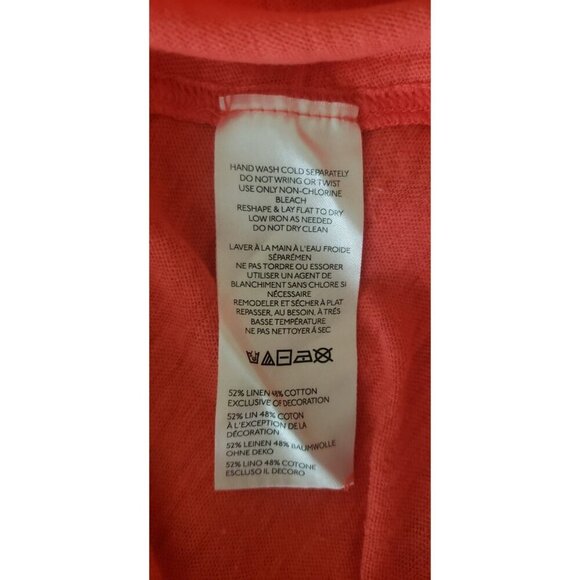 HAND WASH COLD SEPARATELY
DO NOT WRING OR TWIST
USE ONLY NON-CHLORINE
BLEACH
RESHAPE & LAY FLAT TO DRY
LOW IRON AS NEEDED
DO NOT DRY CLEAN
LAVER À LA MAIN À L'EAU FROIDE
SÉPARÉMEN
NE PAS TORDRE OU ESSORER
UTILISER UN AGENT DE
BLANCHIMENT SANS CHLORE SI
NÉCESSAIRE
REMODELER ET SÉCHER À PLAT
REPASSER, AU BESOIN, À TRÉS
BASSE TEMPÉRATURE
NE PAS NETTOYER À SEC
52% LINEN 48% COTTON
EXCLUSIVE OF DECORATION
52% LIN 48% COTON
À L'EXCEPTION DE LA
DÉCORATION
52% LEINEN 48% BAUMWOLLE
OHNE DEKO
52% LINO 48% COTONE
ESCLUSO IL DECORO